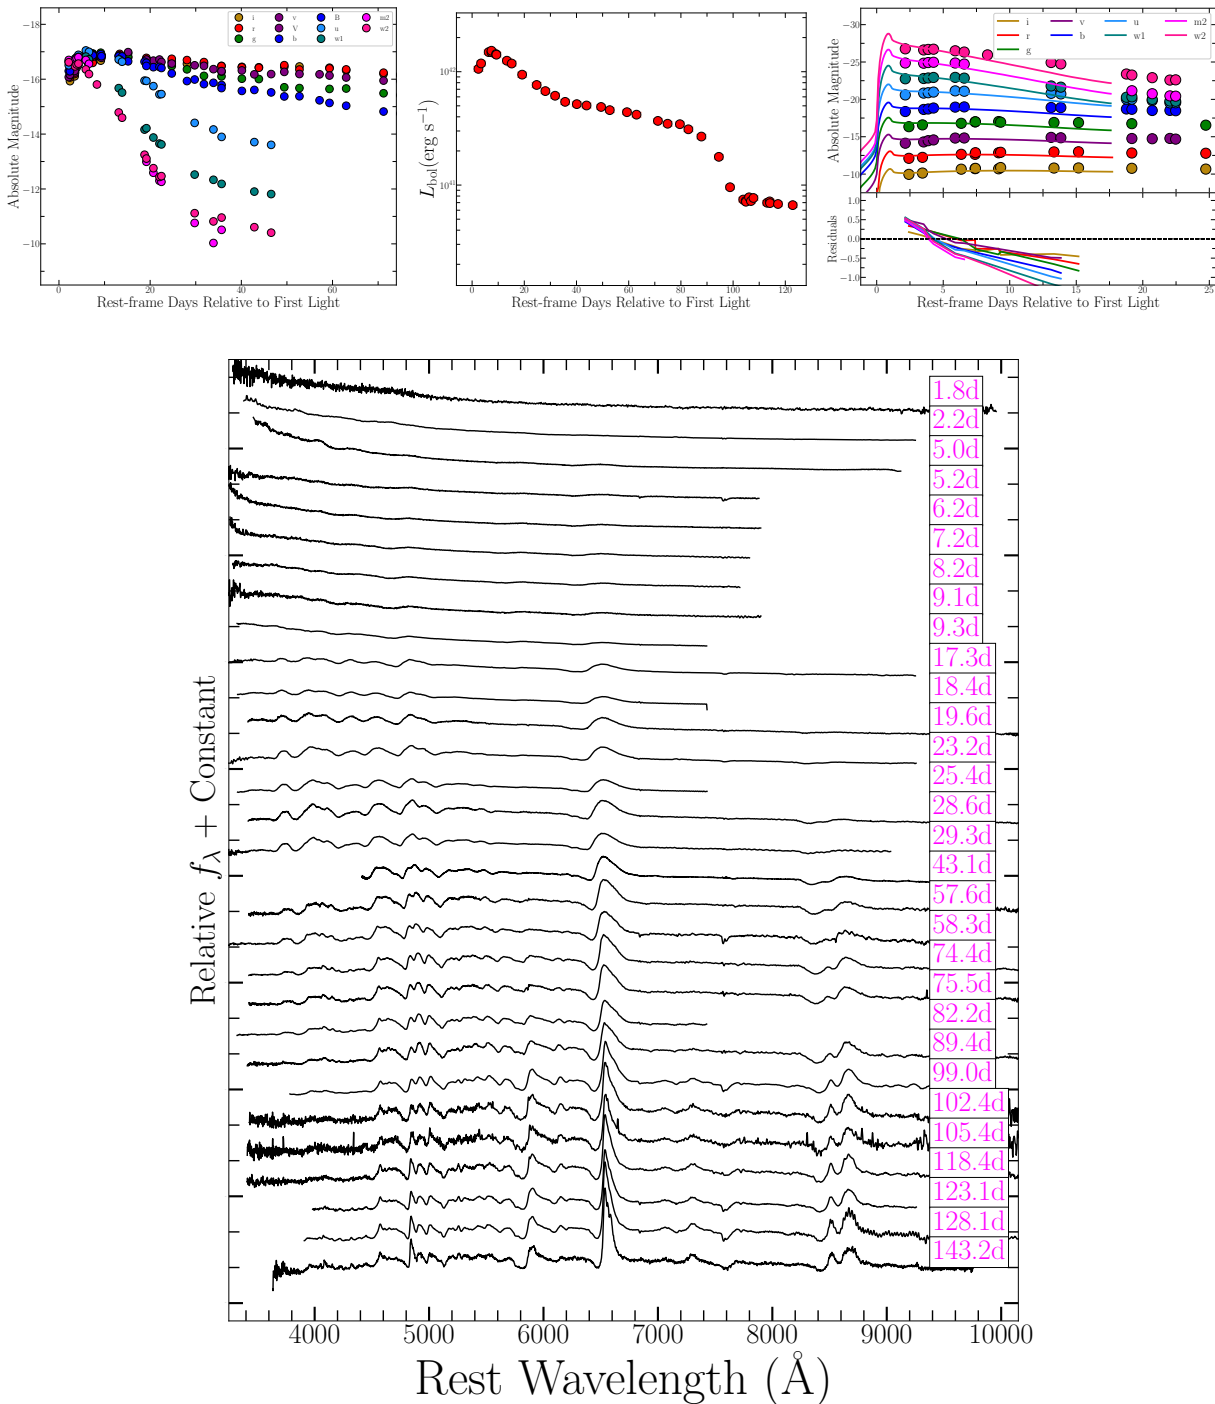 −18
−16
−14
−12
−10
Absolute Magnitude
i
r
g
v
V
b
B
u
w1
m2
w2
0
20
40
60
Rest-frame Days Relative to First Light
10⁴²
10⁴¹
L_bol(erg s⁻¹)
0
20
40
60
80
100
120
Rest-frame Days Relative to First Light
−30
−25
−20
−15
−10
Absolute Magnitude
i
r
g
v
b
u
w1
m2
w2
0.5
0.0
−0.5
−1.0
Residuals
0
5
10
15
20
25
Rest-frame Days Relative to First Light
1.8d
2.2d
5.0d
5.2d
6.2d
7.2d
8.2d
9.1d
9.3d
17.3d
18.4d
19.6d
23.2d
25.4d
28.6d
29.3d
43.1d
57.6d
58.3d
74.4d
75.5d
82.2d
89.4d
99.0d
102.4d
105.4d
118.4d
123.1d
128.1d
143.2d
Relative f_λ + Constant
4000 5000 6000 7000 8000 9000 10000
Rest Wavelength (Å)